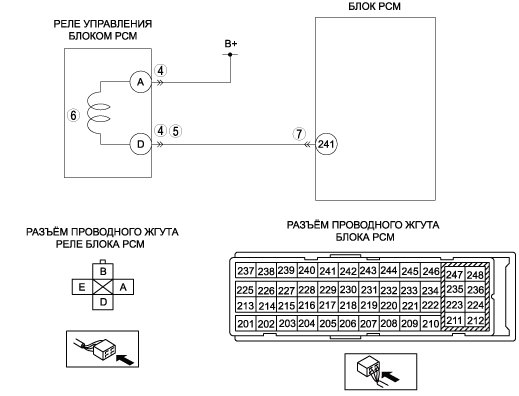 БЛОК PCM
РЕЛЕ УПРАВЛЕНИЯ
БЛОКОМ PCM
B+
A
4
6
D
4 5
7
241
РАЗЪЁМ ПРОВОДНОГО ЖГУТА
РЕЛЕ БЛОКА PCM
B
E A
D
РАЗЪЁМ ПРОВОДНОГО ЖГУТА
БЛОКА PCM
237 238 239 240 241 242 243 244 245 246 247 248
225 226 227 228 229 230 231 232 233 234 235 236
213 214 215 216 217 218 219 220 221 222 223 224
201 202 203 204 205 206 207 208 209 210 211 212